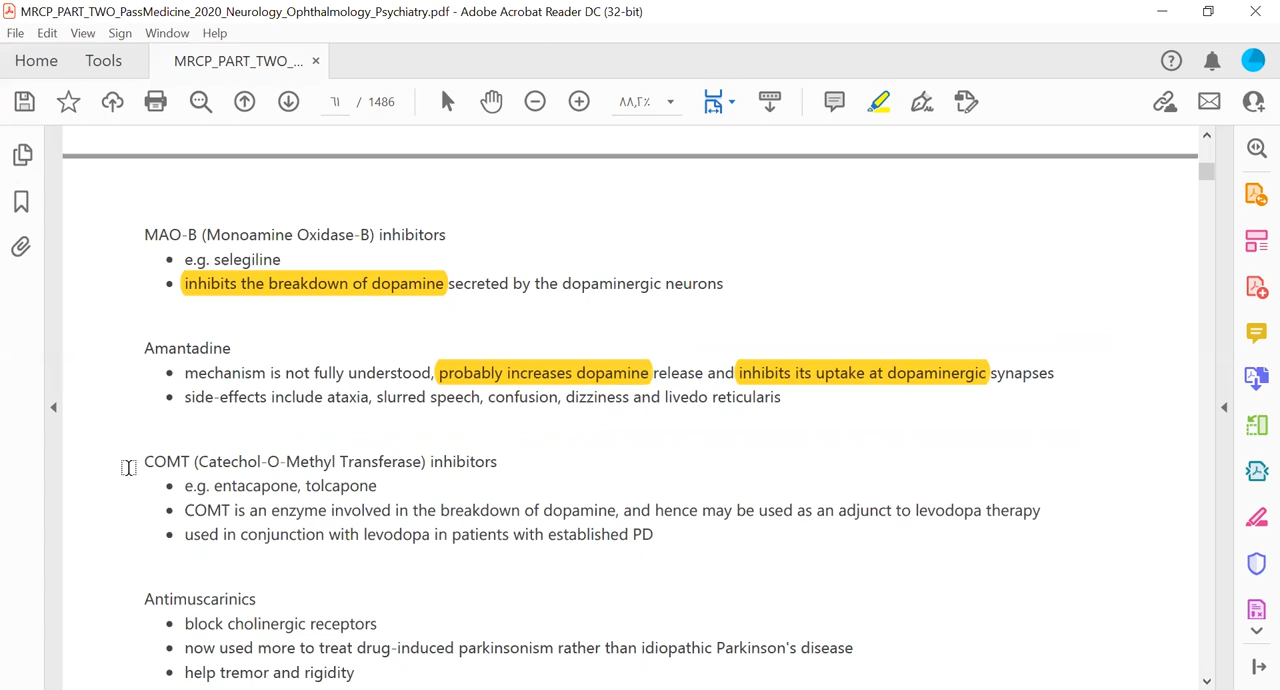 MRCP_PART_TWO_PassMedicine_2020_Neurology_Ophthalmology_Psychiatry.pdf - Adobe Acrobat Reader DC (32-bit)
File Edit View Sign Window Help
Home Tools MRCP_PART_TWO_... ×
٦١ / 1486 ٨٨,٢٪
MAO-B (Monoamine Oxidase-B) inhibitors
• e.g. selegiline
• inhibits the breakdown of dopamine secreted by the dopaminergic neurons
Amantadine
• mechanism is not fully understood, probably increases dopamine release and inhibits its uptake at dopaminergic synapses
• side-effects include ataxia, slurred speech, confusion, dizziness and livedo reticularis
COMT (Catechol-O-Methyl Transferase) inhibitors
• e.g. entacapone, tolcapone
• COMT is an enzyme involved in the breakdown of dopamine, and hence may be used as an adjunct to levodopa therapy
• used in conjunction with levodopa in patients with established PD
Antimuscarinics
• block cholinergic receptors
• now used more to treat drug-induced parkinsonism rather than idiopathic Parkinson's disease
• help tremor and rigidity